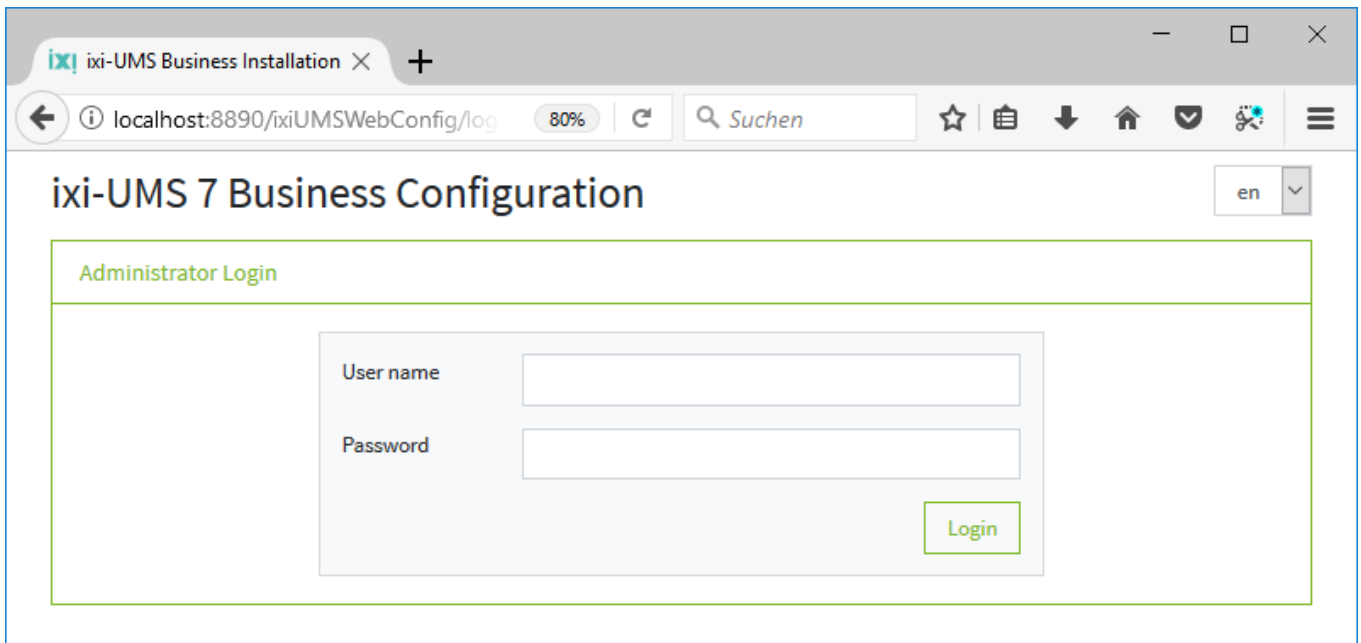 ixi ixi-UMS Business Installation
localhost:8890/ixiUMSWebConfig/log 80% Suchen
ixi-UMS 7 Business Configuration
en
Administrator Login
User name
Password
Login